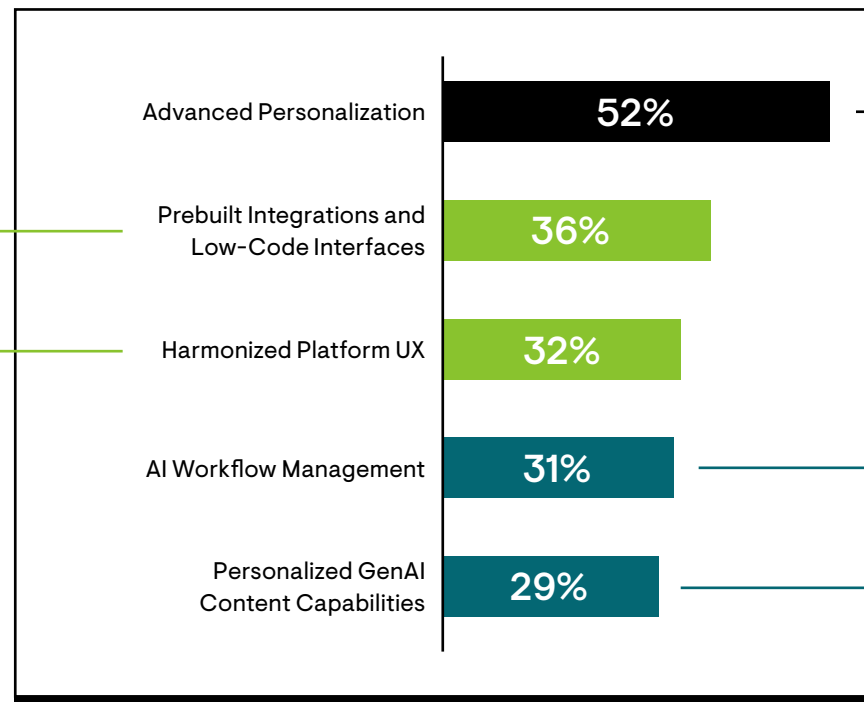 Advanced Personalization
52%
Prebuilt Integrations and
Low-Code Interfaces
36%
Harmonized Platform UX
32%
AI Workflow Management
31%
Personalized GenAI
Content Capabilities
29%